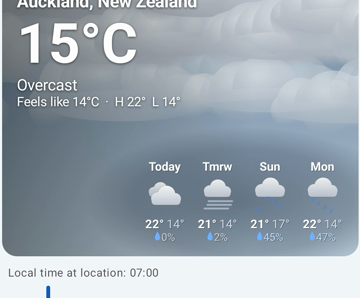 Auckland, New Zealand
15°C
Overcast
Feels like 14°C · H 22° L 14°
Today Tmrw Sun Mon
22° 14° 21° 14° 21° 17° 22° 14°
0% 2% 45% 47%
Local time at location: 07:00